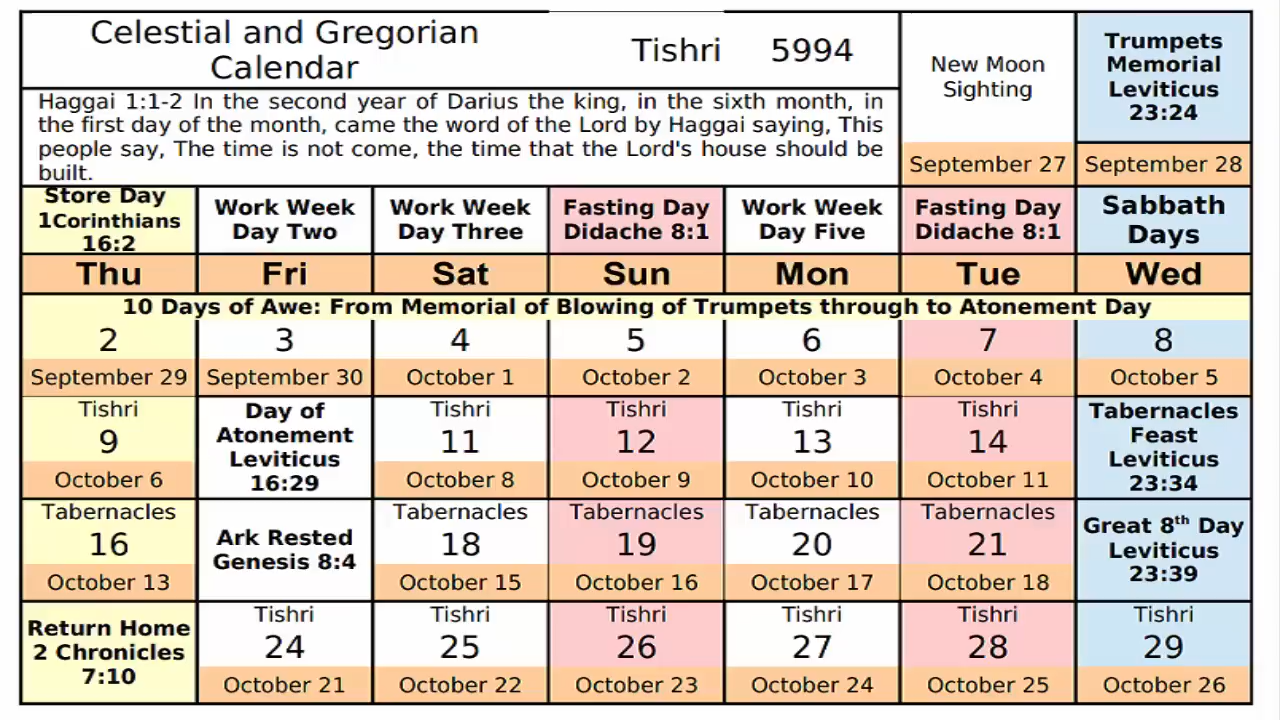 Celestial and Gregorian
Calendar
Tishri 5994
New Moon
Sighting
September 27
Trumpets
Memorial
Leviticus
23:24
September 28
Haggai 1:1-2 In the second year of Darius the king, in the sixth month, in
the first day of the month, came the word of the Lord by Haggai saying, This
people say, The time is not come, the time that the Lord's house should be
built.
Store Day
1Corinthians
16:2
Work Week
Day Two
Work Week
Day Three
Fasting Day
Didache 8:1
Work Week
Day Five
Fasting Day
Didache 8:1
Sabbath
Days
Thu Fri Sat Sun Mon Tue Wed
10 Days of Awe: From Memorial of Blowing of Trumpets through to Atonement Day
2 3 4 5 6 7 8
September 29 September 30 October 1 October 2 October 3 October 4 October 5
Tishri
9
October 6
Day of
Atonement
Leviticus
16:29
Tishri
11
October 8
Tishri
12
October 9
Tishri
13
October 10
Tishri
14
October 11
Tabernacles
Feast
Leviticus
23:34
Tabernacles
16
October 13
Ark Rested
Genesis 8:4
Tabernacles
18
October 15
Tabernacles
19
October 16
Tabernacles
20
October 17
Tabernacles
21
October 18
Great 8th Day
Leviticus
23:39
Return Home
2 Chronicles
7:10
Tishri
24
October 21
Tishri
25
October 22
Tishri
26
October 23
Tishri
27
October 24
Tishri
28
October 25
Tishri
29
October 26